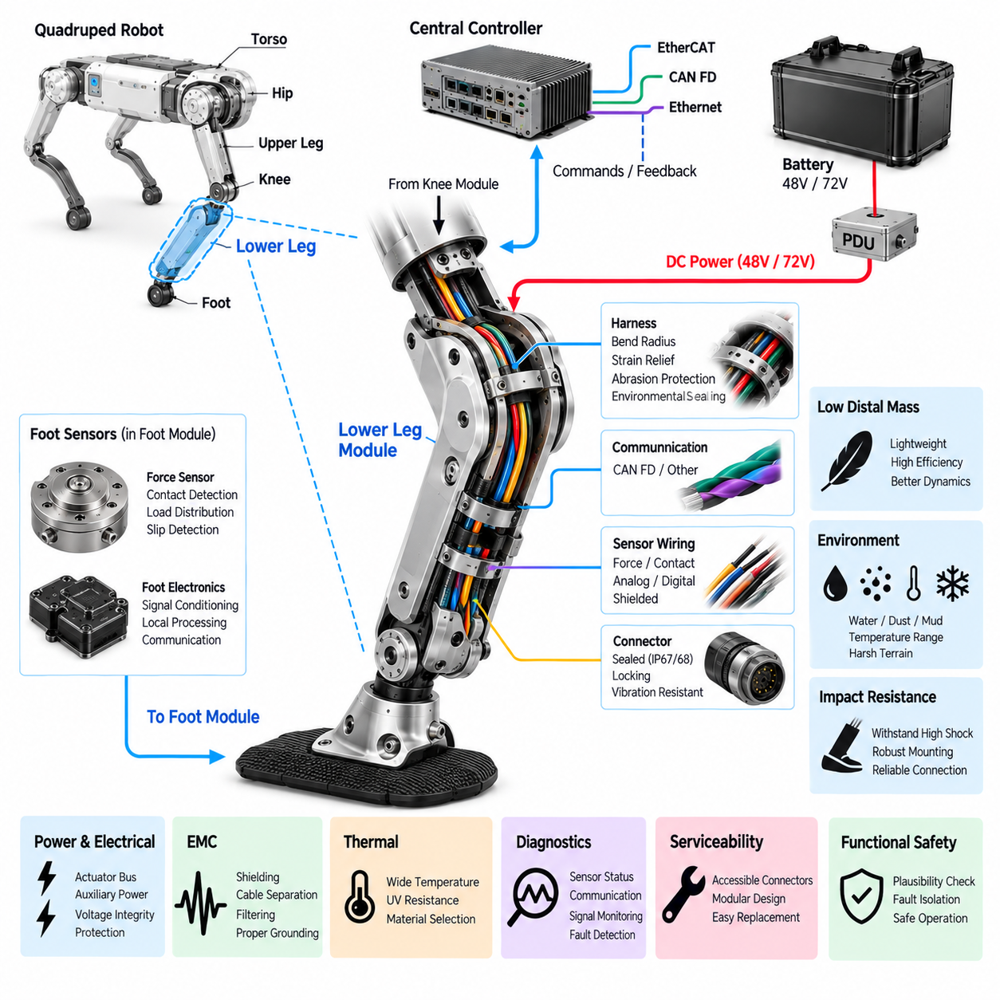 Quadruped Robot
Torso
Hip
Upper Leg
Knee
Lower Leg
Foot
Central Controller
EtherCAT
CAN FD
Ethernet
Commands / Feedback
Battery
48V / 72V
PDU
DC Power (48V / 72V)
From Knee Module
Lower Leg
Module
Harness
Bend Radius
Strain Relief
Abrasion Protection
Environmental Sealing
Communnication
CAN FD / Other
Sensor Wiring
Force / Contact
Analog / Digital
Shielded
Connector
Sealed (IP67/68)
Locking
Vibration Resistant
Foot Sensors (in Foot Module)
Force Sensor
Contact Detection
Load Distribution
Slip Detection
Foot Electronics
Signal Conditioning
Local Processing
Communication
To Foot Module
Low Distal Mass
Lightweight
High Efficiency
Better Dynamics
Environment
Water / Dust / Mud
Temperature Range
Harsh Terrain
Impact Resistance
Withstand High Shock
Robust Mounting
Reliable Connection
Power & Electrical
Actuator Bus
Auxiliary Power
Voltage Integrity
Protection
EMC
Shielding
Cable Separation
Filtering
Proper Grounding
Thermal
Wide Temperature
UV Resistance
Material Selection
Diagnostics
Sensor Status
Communication
Signal Monitoring
Fault Detection
Serviceability
Accessible Connectors
Modular Design
Easy Replacement
Functional Safety
Plausibility Check
Fault Isolation
Safe Operation